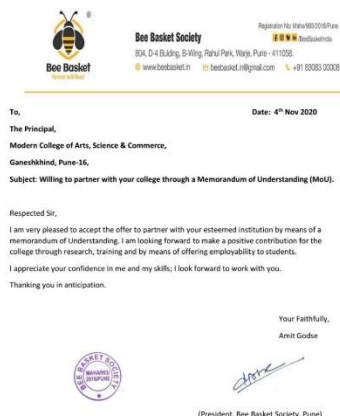 Bee Basket
Bee Basket Society
Registration No: Maha/993/2016/Pune
804, D-4 Building, B-Wing, Rahul Park, Warje, Pune - 411058.
www.beebasket.in beebasket.in@gmail.com +91 83083 00008
To, Date: 4th Nov 2020
The Principal,
Modern College of Arts, Science & Commerce,
Ganeshkhind, Pune-16,
Subject: Willing to partner with your college through a Memorandum of Understanding (MoU).
Respected Sir,
I am very pleased to accept the offer to partner with your esteemed institution by means of a
memorandum of Understanding. I am looking forward to make a positive contribution for the
college through research, training and by means of offering employability to students.
I appreciate your confidence in me and my skills; I look forward to work with you.
Thanking you in anticipation.
Your Faithfully,
Amit Godse
BEE BASKET SOCIETY
(President, Bee Basket Society, Pune)